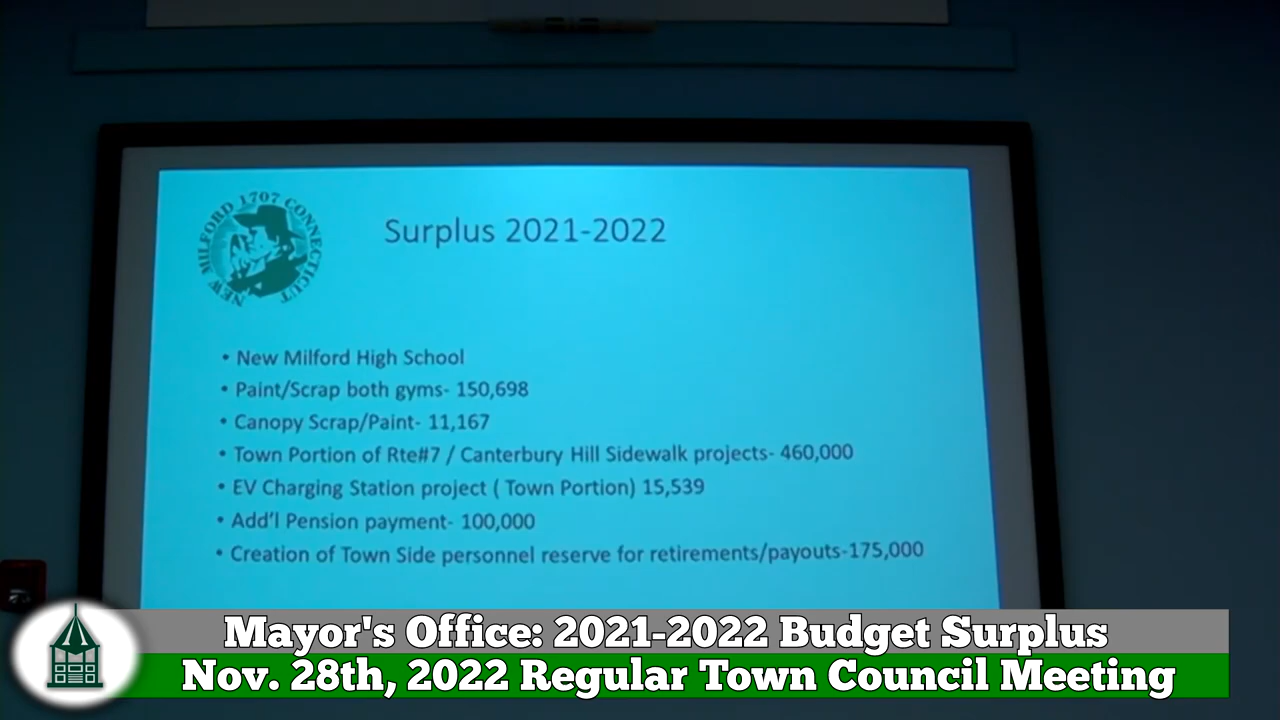 NEW MILFORD 1707 CONNECTICUT
Surplus 2021-2022
• New Milford High School
• Paint/Scrap both gyms- 150,698
• Canopy Scrap/Paint- 11,167
• Town Portion of Rte#7 / Canterbury Hill Sidewalk projects- 460,000
• EV Charging Station project ( Town Portion) 15,539
• Add'l Pension payment- 100,000
• Creation of Town Side personnel reserve for retirements/payouts-175,000
Mayor's Office: 2021-2022 Budget Surplus
Nov. 28th, 2022 Regular Town Council Meeting